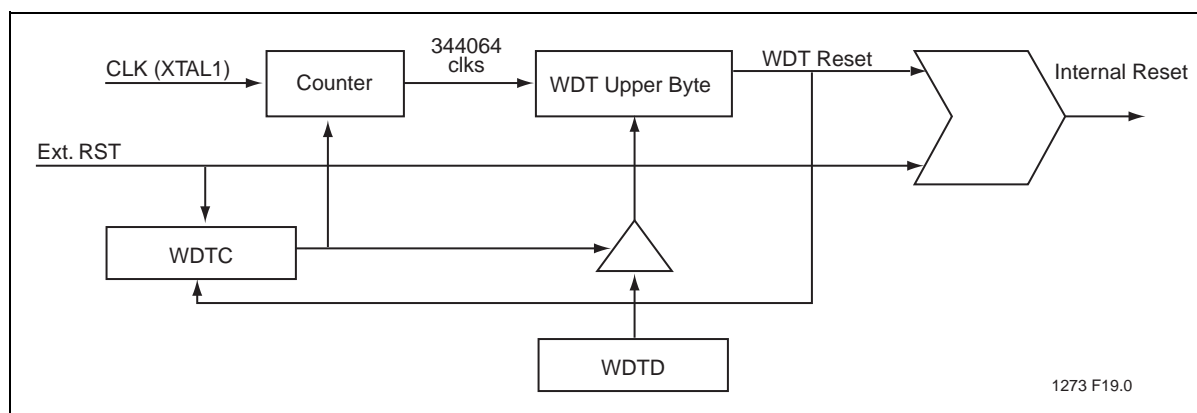 CLK (XTAL1)
Counter
344064
clks
WDT Upper Byte
WDT Reset
Internal Reset
Ext. RST
WDTC
WDTD
1273 F19.0